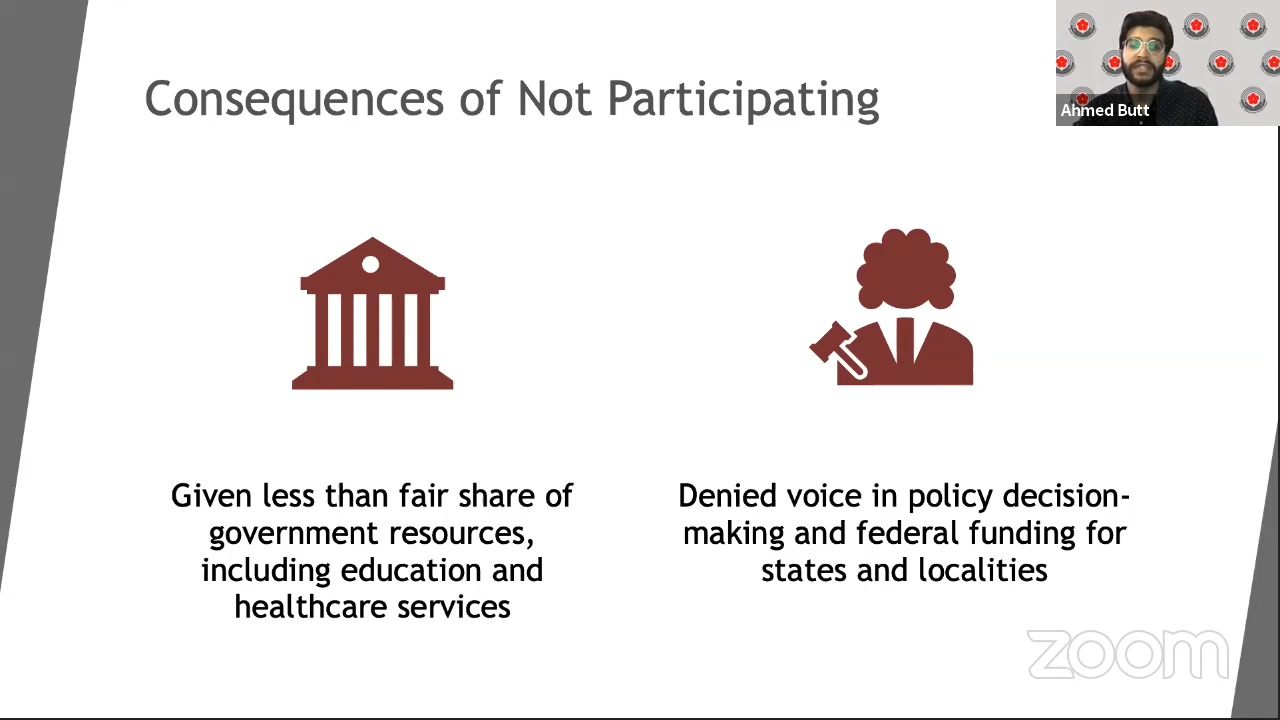 Consequences of Not Participating
Ahmed Butt
Given less than fair share of
government resources,
including education and
healthcare services
Denied voice in policy decision-
making and federal funding for
states and localities
zoom